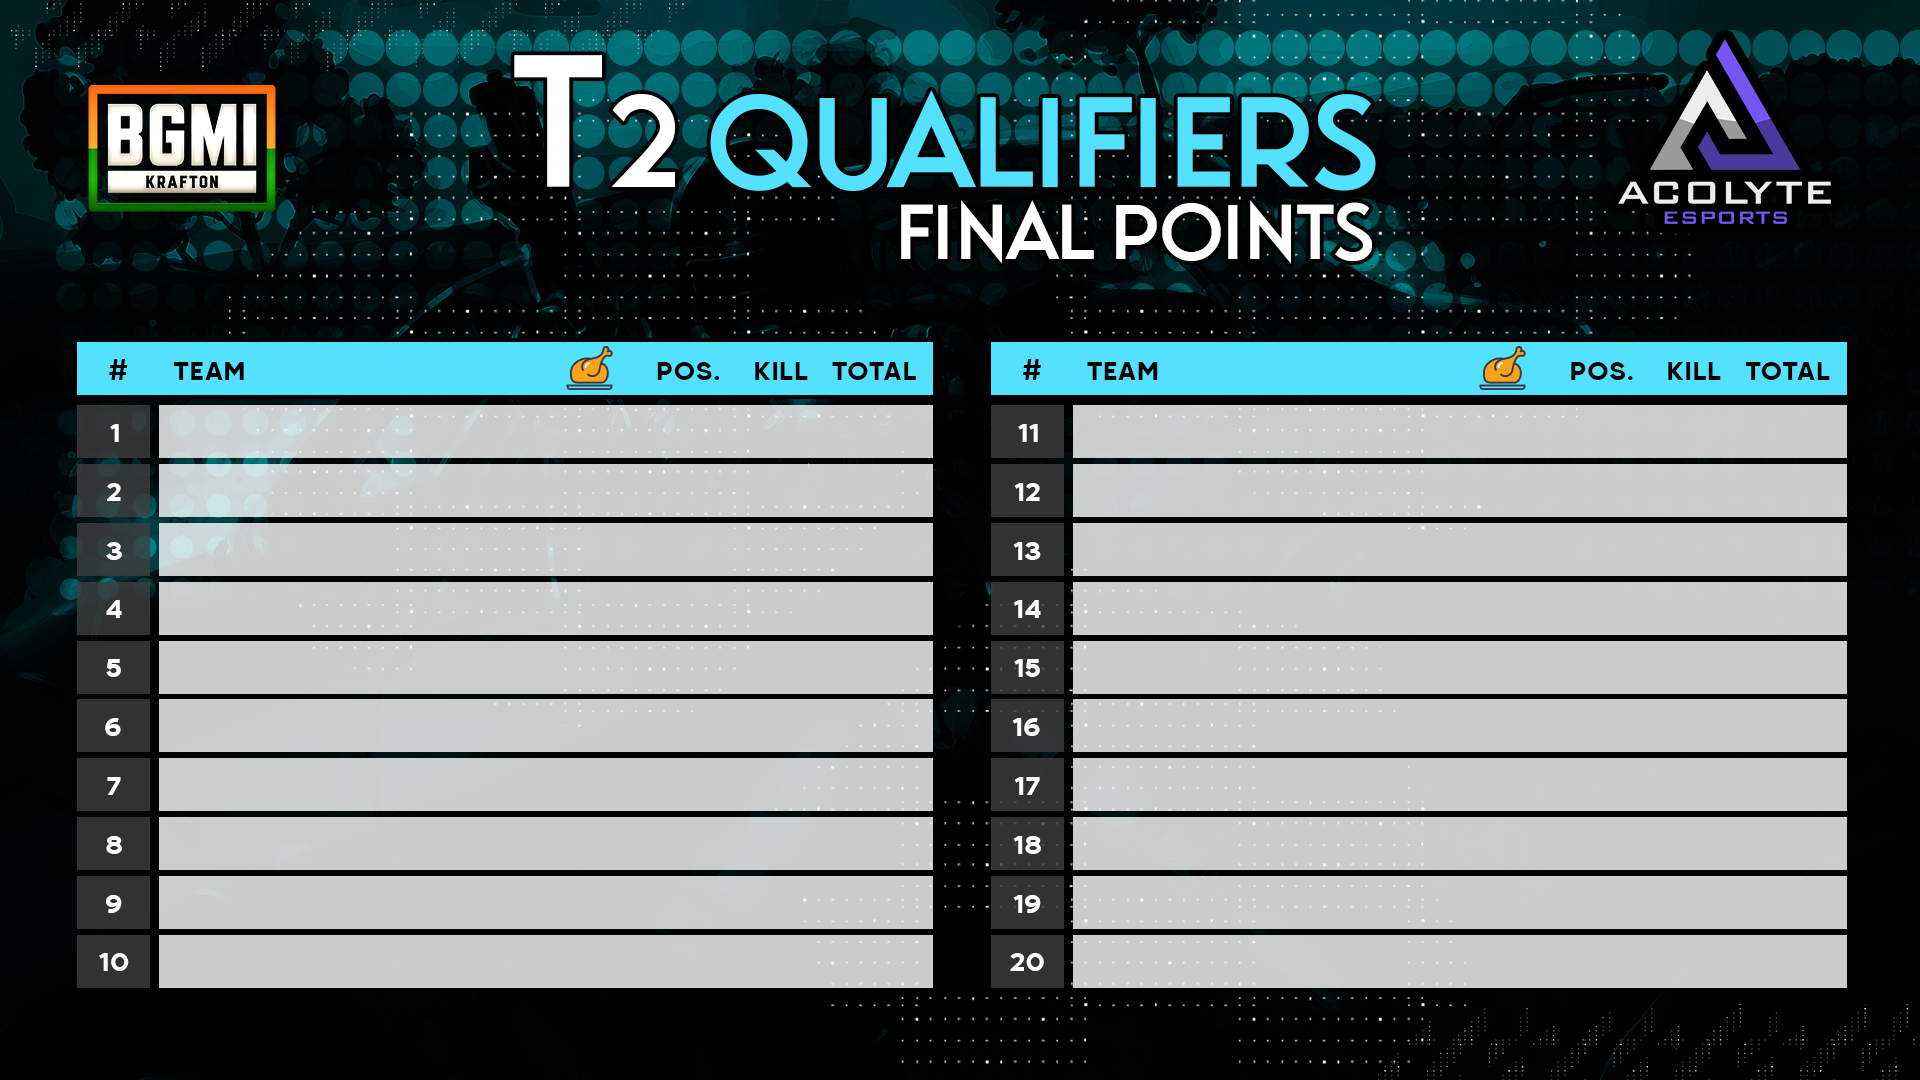 BGMI
KRAFTON
T2 QUALIFIERS
FINAL POINTS
ACOLYTE
ESPORTS
# TEAM POS. KILL TOTAL
1
2
3
4
5
6
7
8
9
10
# TEAM POS. KILL TOTAL
11
12
13
14
15
16
17
18
19
20